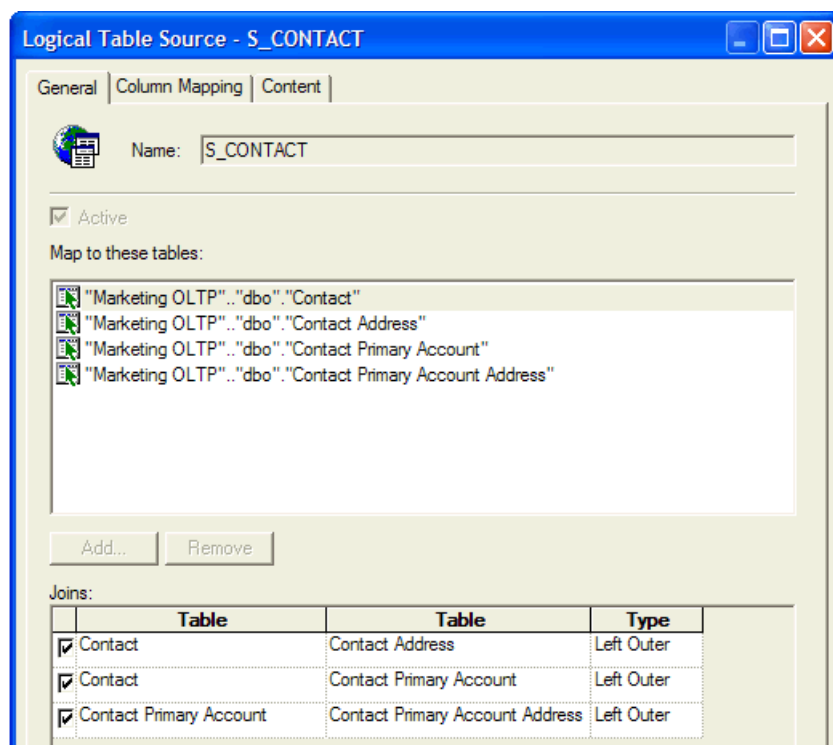 Logical Table Source - S_CONTACT
General Column Mapping Content
Name: S_CONTACT
Active
Map to these tables:
"Marketing OLTP".."dbo"."Contact"
"Marketing OLTP".."dbo"."Contact Address"
"Marketing OLTP".."dbo"."Contact Primary Account"
"Marketing OLTP".."dbo"."Contact Primary Account Address"
Add... Remove
Joins:
Table Table Type
Contact Contact Address Left Outer
Contact Contact Primary Account Left Outer
Contact Primary Account Contact Primary Account Address Left Outer